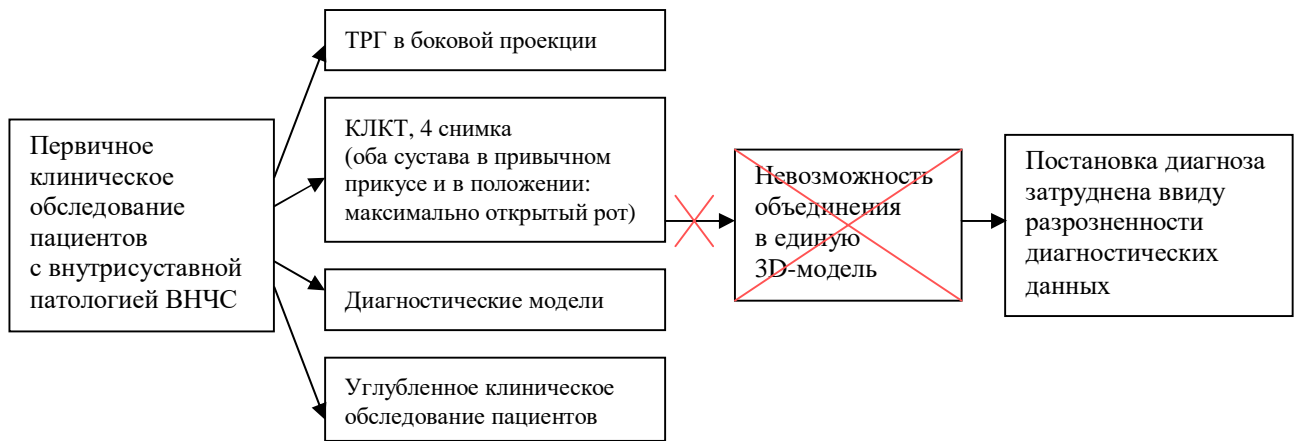 Первичное
клиническое
обследование
пациентов
с внутрисуставной
патологией ВНЧС
ТРГ в боковой проекции
КЛКТ, 4 снимка
(оба сустава в привычном
прикусе и в положении:
максимально открытый рот)
Диагностические модели
Углубленное клиническое
обследование пациентов
Невозможность
объединения
в единую
3D-модель
Постановка диагноза
затруднена ввиду
разрозненности
диагностических
данных